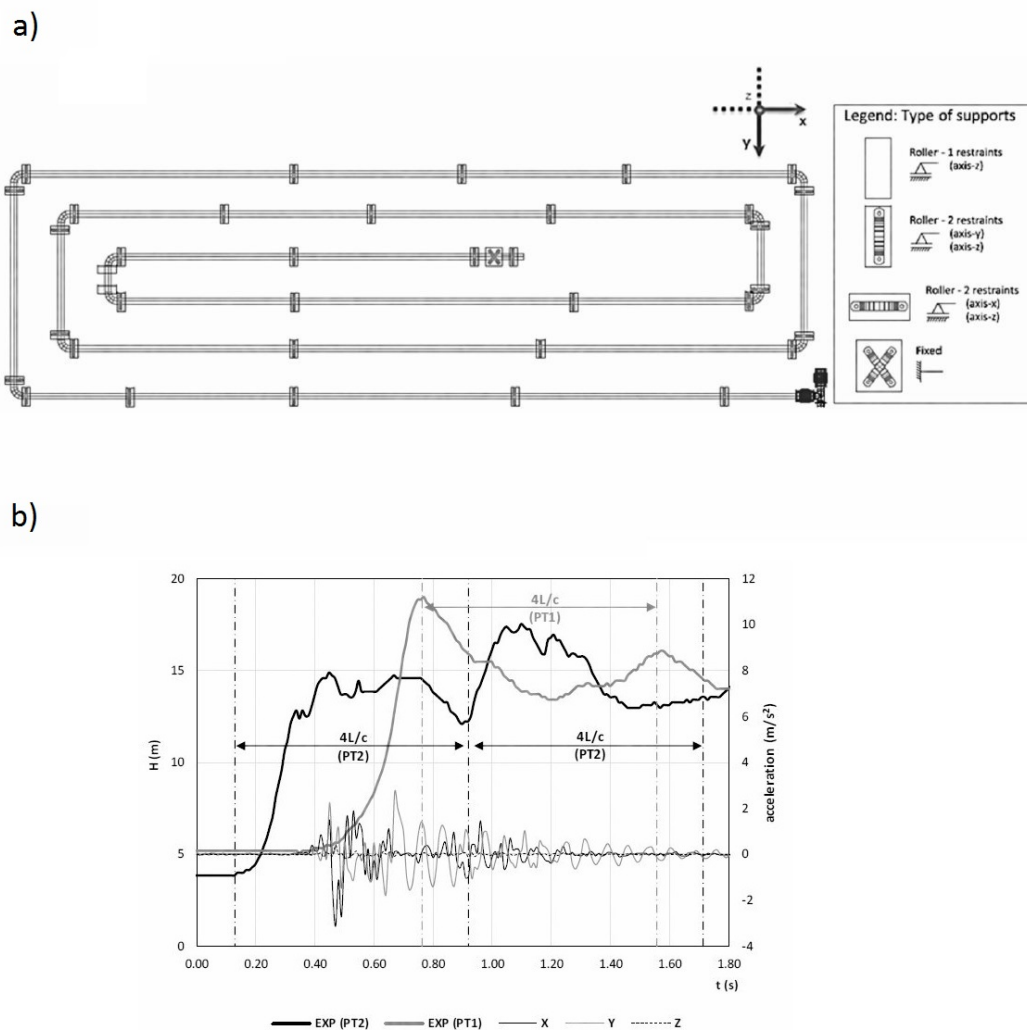 a)
z
x
Y
Legend: Type of supports
Roller - 1 restraints
(axis-z)
Roller - 2 restraints
(axis-y)
(axis-z)
Roller - 2 restraints
(axis-x)
(axis-z)
Fixed
b)
20
15
10
5
0
H (m)
12
10
8
6
4
2
0
-2
-4
acceleration (m/s²)
4L/c
(PT1)
4L/c
(PT2)
4L/c
(PT2)
0.00 0.20 0.40 0.60 0.80 1.00 1.20 1.40 1.60 1.80
t (s)
EXP (PT2) EXP (PT1) X Y Z